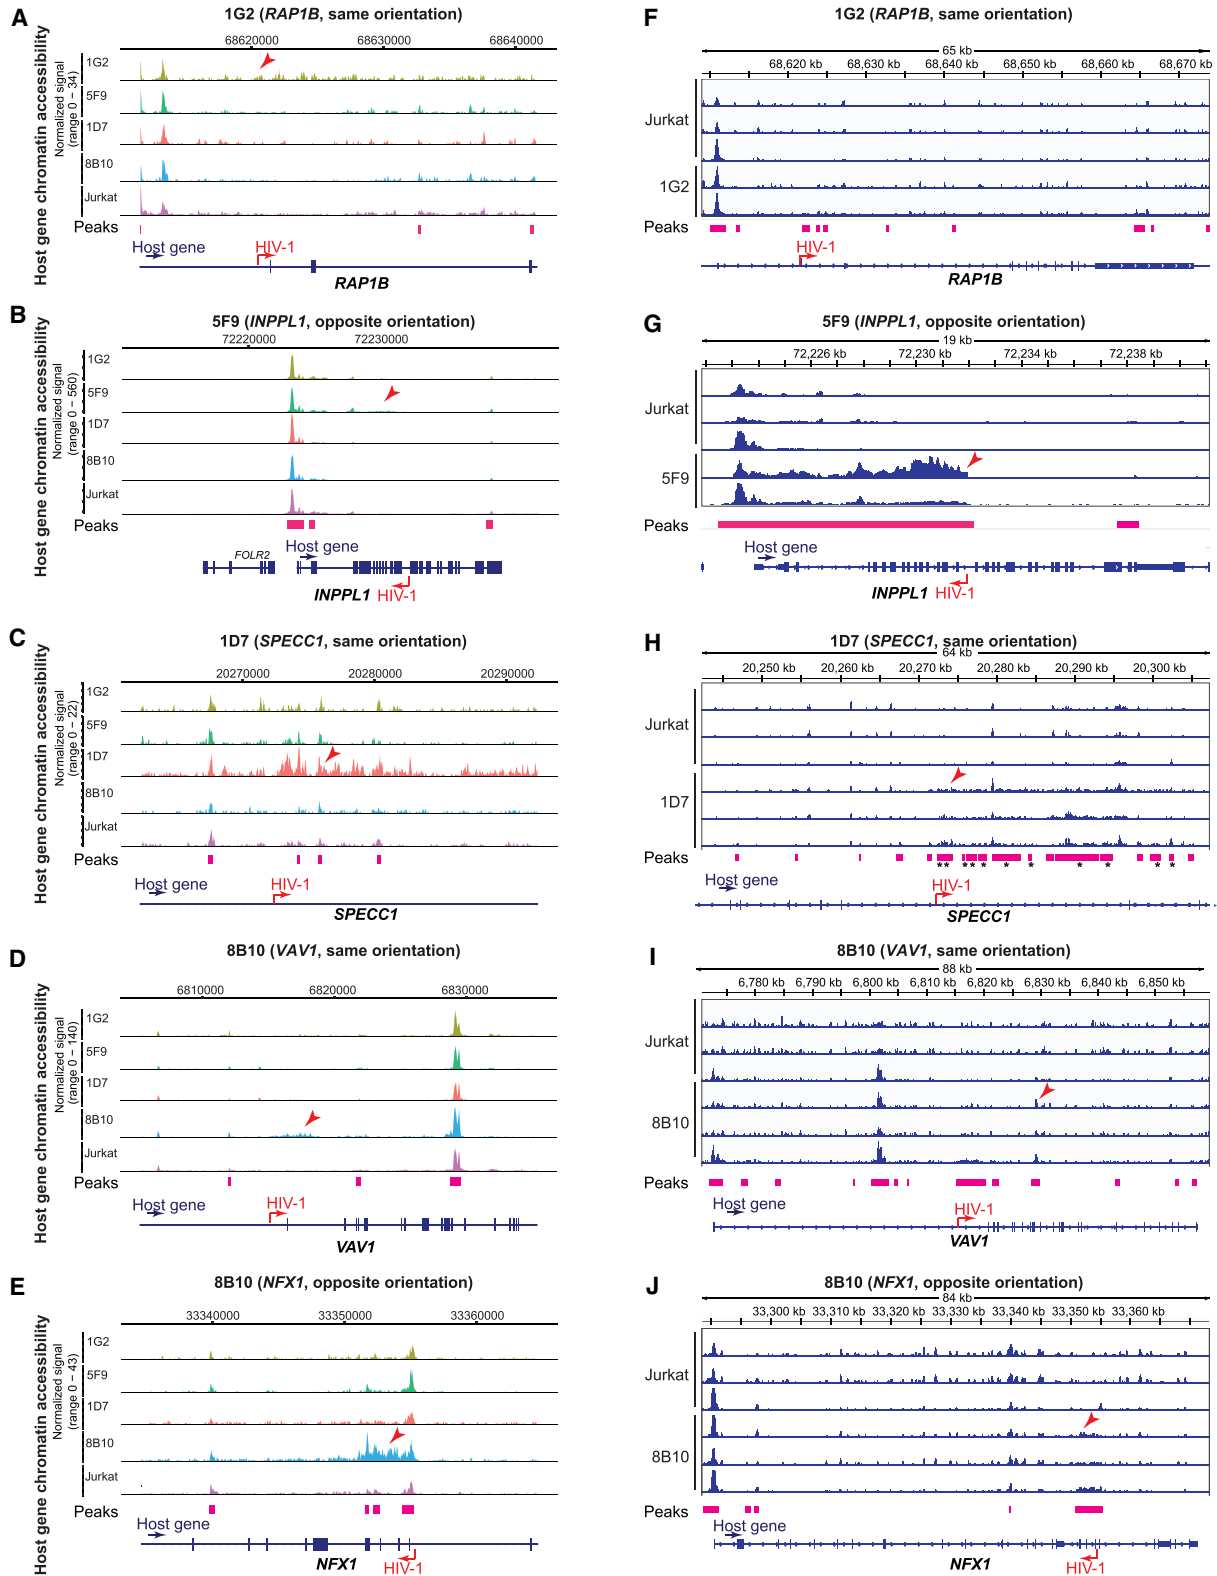 A
1G2 (RAP1B, same orientation)
68620000 68630000 68640000
Host gene chromatin accessibility
Normalized signal
(range 0 – 34)
1G2
5F9
1D7
8B10
Jurkat
Peaks
Host gene
HIV-1
RAP1B
B
5F9 (INPPL1, opposite orientation)
72220000 72230000
Host gene chromatin accessibility
Normalized signal
(range 0 – 560)
1G2
5F9
1D7
8B10
Jurkat
Peaks
Host gene
FOLR2
INPPL1
HIV-1
C
1D7 (SPECC1, same orientation)
20270000 20280000 20290000
Host gene chromatin accessibility
Normalized signal
(range 0 – 22)
1G2
5F9
1D7
8B10
Jurkat
Peaks
Host gene
HIV-1
SPECC1
D
8B10 (VAV1, same orientation)
6810000 6820000 6830000
Host gene chromatin accessibility
Normalized signal
(range 0 – 140)
1G2
5F9
1D7
8B10
Jurkat
Peaks
Host gene
HIV-1
VAV1
E
8B10 (NFX1, opposite orientation)
33340000 33350000 33360000
Host gene chromatin accessibility
Normalized signal
(range 0 – 43)
1G2
5F9
1D7
8B10
Jurkat
Peaks
Host gene
NFX1
HIV-1
F
1G2 (RAP1B, same orientation)
65 kb
68,620 kb 68,630 kb 68,640 kb 68,650 kb 68,660 kb 68,670 kb
Jurkat
1G2
Peaks
HIV-1
RAP1B
G
5F9 (INPPL1, opposite orientation)
19 kb
72,226 kb 72,230 kb 72,234 kb 72,238 kb
Jurkat
5F9
Peaks
Host gene
INPPL1
HIV-1
H
1D7 (SPECC1, same orientation)
64 kb
20,250 kb 20,260 kb 20,270 kb 20,280 kb 20,290 kb 20,300 kb
Jurkat
1D7
Peaks
* * * * * * * * * * *
Host gene
HIV-1
SPECC1
I
8B10 (VAV1, same orientation)
88 kb
6,780 kb 6,790 kb 6,800 kb 6,810 kb 6,820 kb 6,830 kb 6,840 kb 6,850 kb
Jurkat
8B10
Peaks
Host gene
HIV-1
VAV1
J
8B10 (NFX1, opposite orientation)
84 kb
33,300 kb 33,310 kb 33,320 kb 33,330 kb 33,340 kb 33,350 kb 33,360 kb
Jurkat
8B10
Peaks
Host gene
NFX1
HIV-1